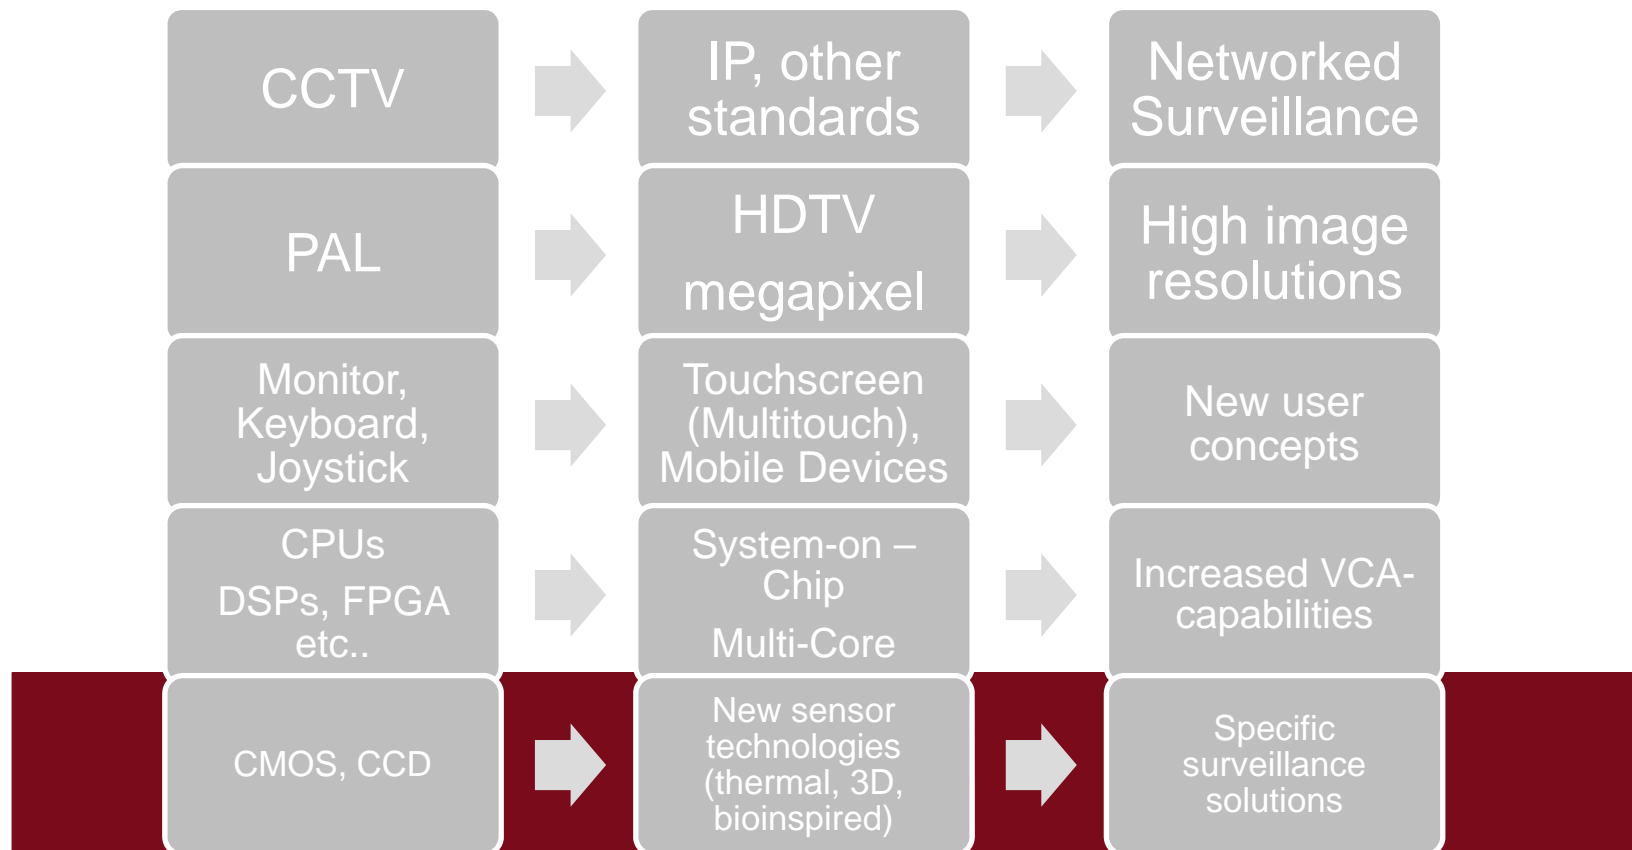 CCTV
IP, other
standards
Networked
Surveillance
PAL
HDTV
megapixel
High image
resolutions
Monitor,
Keyboard,
Joystick
Touchscreen
(Multitouch),
Mobile Devices
New user
concepts
CPUs
DSPs, FPGA
etc..
System-on –
Chip
Multi-Core
Increased VCA-
capabilities
CMOS, CCD
New sensor
technologies
(thermal, 3D,
bioinspired)
Specific
surveillance
solutions